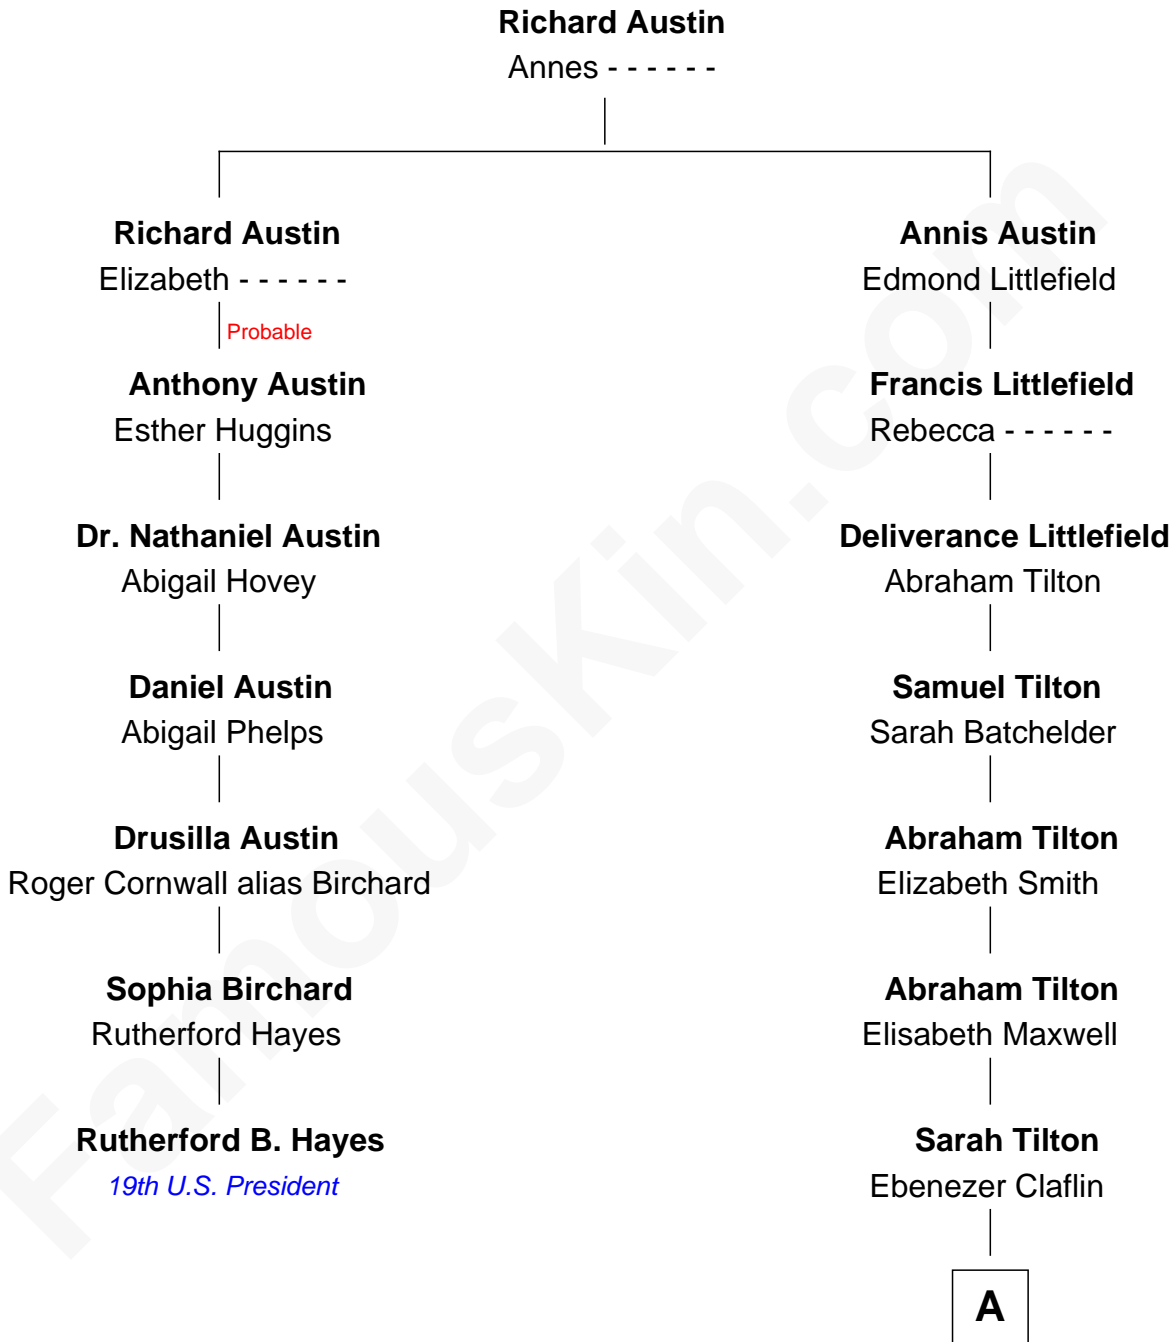 Richard Austin
Annes - - - - - -
Richard Austin
Elizabeth - - - - - -
Probable
Anthony Austin
Esther Huggins
Dr. Nathaniel Austin
Abigail Hovey
Daniel Austin
Abigail Phelps
Drusilla Austin
Roger Cornwall alias Birchard
Sophia Birchard
Rutherford Hayes
Rutherford B. Hayes
19th U.S. President
Annis Austin
Edmond Littlefield
Francis Littlefield
Rebecca - - - - - -
Deliverance Littlefield
Abraham Tilton
Samuel Tilton
Sarah Batchelder
Abraham Tilton
Elizabeth Smith
Abraham Tilton
Elisabeth Maxwell
Sarah Tilton
Ebenezer Claflin
A
FamousKin.com